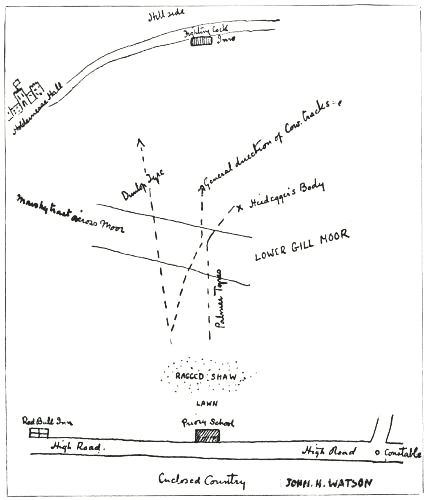 Hill side
Fighting Cock
Inn
Holdernesse Hall
General direction of Cow tracks
Dunlop Tyre
Heidegger's Body
Marshy tract across
Moor
LOWER GILL MOOR
Palmer Tyres
RAGGED SHAW
LAWN
Red Bull Inn
Priory School
High Road.
High Road
Constable
Enclosed Country
JOHN. H. WATSON